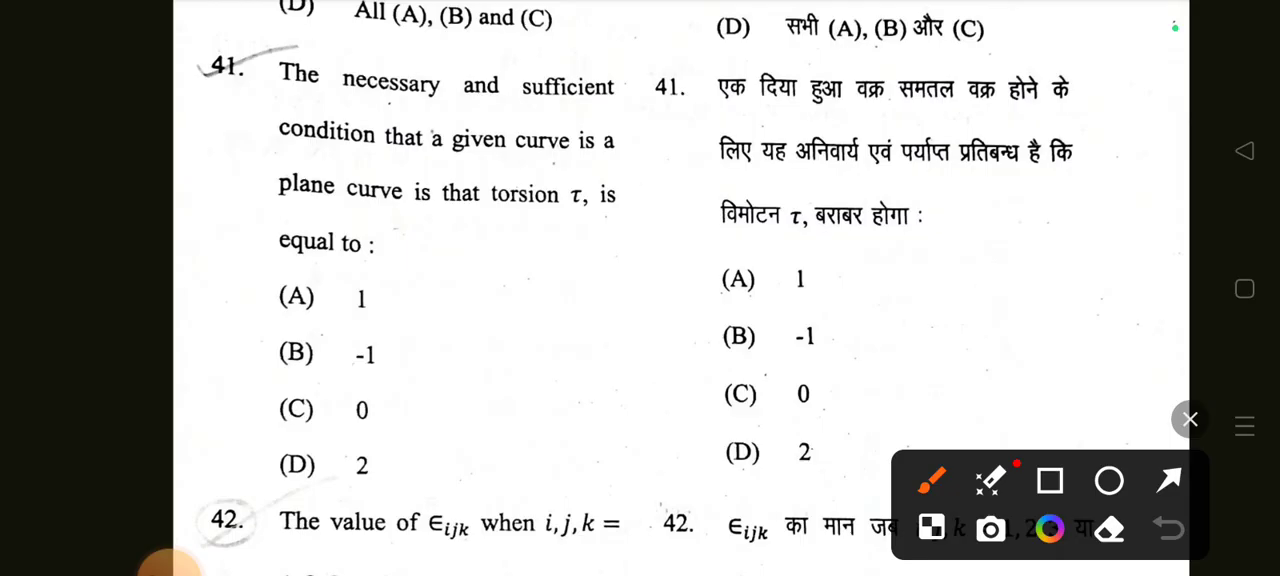 (D) All (A), (B) and (C)
41. The necessary and sufficient
condition that a given curve is a
plane curve is that torsion τ, is
equal to :
(A) 1
(B) -1
(C) 0
(D) 2
42. The value of ∈ijk when i, j, k =
(D) सभी (A), (B) और (C)
41. एक दिया हुआ वक्र समतल वक्र होने के
लिए यह अनिवार्य एवं पर्याप्त प्रतिबन्ध है कि
विमोटन τ, बराबर होगा :
(A) 1
(B) -1
(C) 0
(D) 2
42. ∈ijk का मान जब